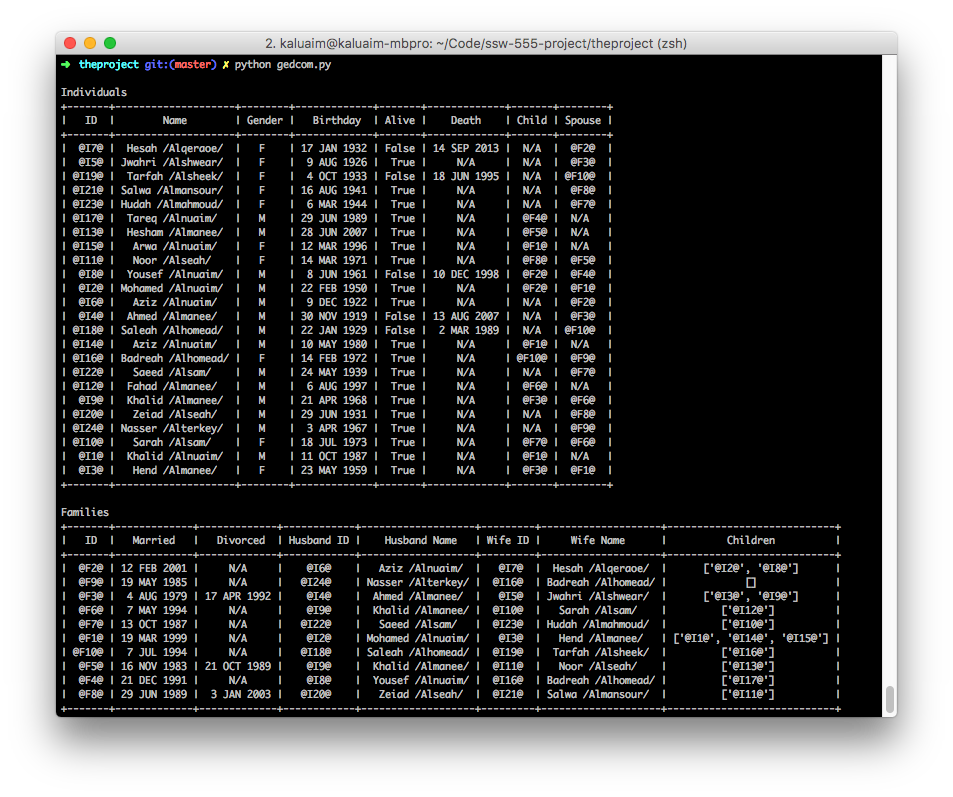 2. kaluaim@kaluaim-mbpro: ~/Code/ssw-555-project/theproject (zsh)
➜ theproject git:(master) ✗ python gedcom.py
Individuals
+-------+--------------------+--------+-------------+-------+-------------+-------+--------+
| ID | Name | Gender | Birthday | Alive | Death | Child | Spouse |
+-------+--------------------+--------+-------------+-------+-------------+-------+--------+
| @I7@ | Hesah /Alqeraoe/ | F | 17 JAN 1932 | False | 14 SEP 2013 | N/A | @F2@ |
| @I5@ | Jwahri /Alshwear/ | F | 9 AUG 1926 | True | N/A | N/A | @F3@ |
| @I19@ | Tarfah /Alsheek/ | F | 4 OCT 1933 | False | 18 JUN 1995 | N/A | @F10@ |
| @I21@ | Salwa /Almansour/ | F | 16 AUG 1941 | True | N/A | N/A | @F8@ |
| @I23@ | Hudah /Almahmoud/ | F | 6 MAR 1944 | True | N/A | N/A | @F7@ |
| @I17@ | Tareq /Alnuaim/ | M | 29 JUN 1989 | True | N/A | @F4@ | N/A |
| @I13@ | Hesham /Almanee/ | M | 28 JUN 2007 | True | N/A | @F5@ | N/A |
| @I15@ | Arwa /Alnuaim/ | F | 12 MAR 1996 | True | N/A | @F1@ | N/A |
| @I11@ | Noor /Alseah/ | F | 14 MAR 1971 | True | N/A | @F8@ | @F5@ |
| @I8@ | Yousef /Alnuaim/ | M | 8 JUN 1961 | False | 10 DEC 1998 | @F2@ | @F4@ |
| @I2@ | Mohamed /Alnuaim/ | M | 22 FEB 1950 | True | N/A | @F2@ | @F1@ |
| @I6@ | Aziz /Alnuaim/ | M | 9 DEC 1922 | True | N/A | N/A | @F2@ |
| @I4@ | Ahmed /Almanee/ | M | 30 NOV 1919 | False | 13 AUG 2007 | N/A | @F3@ |
| @I18@ | Saleah /Alhomead/ | M | 22 JAN 1929 | False | 2 MAR 1989 | N/A | @F10@ |
| @I14@ | Aziz /Alnuaim/ | M | 10 MAY 1980 | True | N/A | @F1@ | N/A |
| @I16@ | Badreah /Alhomead/ | F | 14 FEB 1972 | True | N/A | @F10@ | @F9@ |
| @I22@ | Saeed /Alsam/ | M | 24 MAY 1939 | True | N/A | N/A | @F7@ |
| @I12@ | Fahad /Almanee/ | M | 6 AUG 1997 | True | N/A | @F6@ | N/A |
| @I9@ | Khalid /Almanee/ | M | 21 APR 1968 | True | N/A | @F3@ | @F6@ |
| @I20@ | Zeiad /Alseah/ | M | 29 JUN 1931 | True | N/A | N/A | @F8@ |
| @I24@ | Nasser /Alterkey/ | M | 3 APR 1967 | True | N/A | N/A | @F9@ |
| @I10@ | Sarah /Alsam/ | F | 18 JUL 1973 | True | N/A | @F7@ | @F6@ |
| @I1@ | Khalid /Alnuaim/ | M | 11 OCT 1987 | True | N/A | @F1@ | N/A |
| @I3@ | Hend /Almanee/ | F | 23 MAY 1959 | True | N/A | @F3@ | @F1@ |
+-------+--------------------+--------+-------------+-------+-------------+-------+--------+
Families
+-------+-------------+-------------+------------+-------------------+---------+--------------------+----------------------------+
| ID | Married | Divorced | Husband ID | Husband Name | Wife ID | Wife Name | Children |
+-------+-------------+-------------+------------+-------------------+---------+--------------------+----------------------------+
| @F2@ | 12 FEB 2001 | N/A | @I6@ | Aziz /Alnuaim/ | @I7@ | Hesah /Alqeraoe/ | ['@I2@', '@I8@'] |
| @F9@ | 19 MAY 1985 | N/A | @I24@ | Nasser /Alterkey/ | @I16@ | Badreah /Alhomead/ | [] |
| @F3@ | 4 AUG 1979 | 17 APR 1992 | @I4@ | Ahmed /Almanee/ | @I5@ | Jwahri /Alshwear/ | ['@I3@', '@I9@'] |
| @F6@ | 7 MAY 1994 | N/A | @I9@ | Khalid /Almanee/ | @I10@ | Sarah /Alsam/ | ['@I12@'] |
| @F7@ | 13 OCT 1987 | N/A | @I22@ | Saeed /Alsam/ | @I23@ | Hudah /Almahmoud/ | ['@I10@'] |
| @F1@ | 19 MAR 1999 | N/A | @I2@ | Mohamed /Alnuaim/ | @I3@ | Hend /Almanee/ | ['@I1@', '@I14@', '@I15@'] |
| @F10@ | 7 JUL 1994 | N/A | @I18@ | Saleah /Alhomead/ | @I19@ | Tarfah /Alsheek/ | ['@I16@'] |
| @F5@ | 16 NOV 1983 | 21 OCT 1989 | @I9@ | Khalid /Almanee/ | @I11@ | Noor /Alseah/ | ['@I13@'] |
| @F4@ | 21 DEC 1991 | N/A | @I8@ | Yousef /Alnuaim/ | @I16@ | Badreah /Alhomead/ | ['@I17@'] |
| @F8@ | 29 JUN 1989 | 3 JAN 2003 | @I20@ | Zeiad /Alseah/ | @I21@ | Salwa /Almansour/ | ['@I11@'] |
+-------+-------------+-------------+------------+-------------------+---------+--------------------+----------------------------+